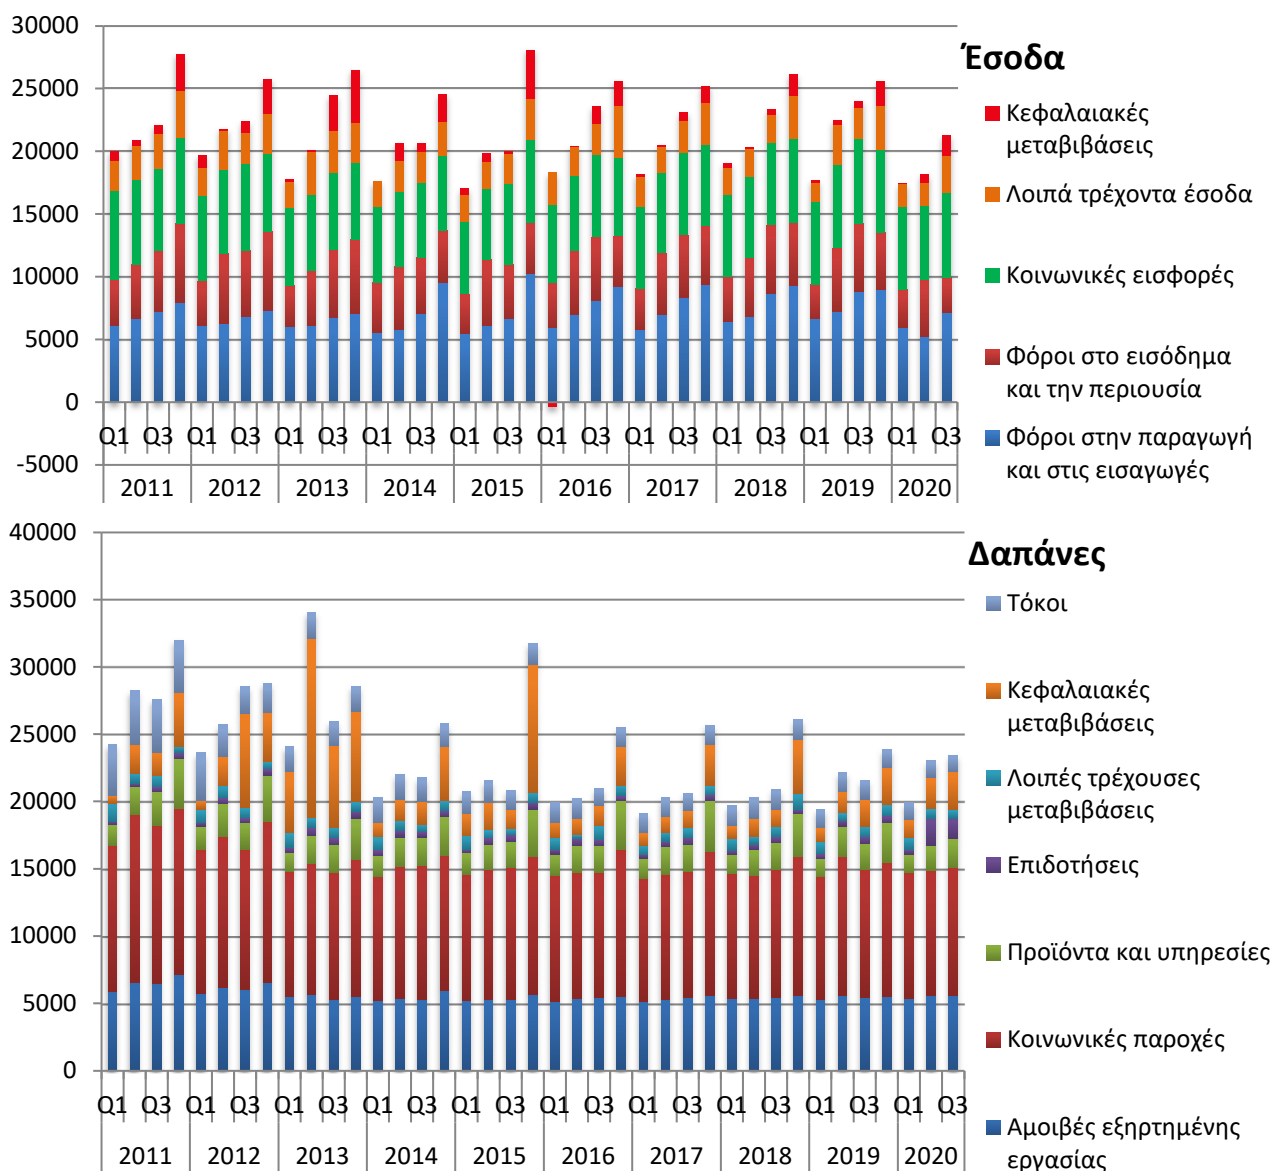 30000
25000
20000
15000
10000
5000
0
-5000
Q1 Q3 Q1 Q3 Q1 Q3 Q1 Q3 Q1 Q3 Q1 Q3 Q1 Q3 Q1 Q3 Q1 Q3 Q1 Q3
2011 2012 2013 2014 2015 2016 2017 2018 2019 2020
Έσοδα
Κεφαλαιακές
μεταβιβάσεις
Λοιπά τρέχοντα έσοδα
Κοινωνικές εισφορές
Φόροι στο εισόδημα
και την περιουσία
Φόροι στην παραγωγή
και στις εισαγωγές
40000
35000
30000
25000
20000
15000
10000
5000
0
Q1 Q3 Q1 Q3 Q1 Q3 Q1 Q3 Q1 Q3 Q1 Q3 Q1 Q3 Q1 Q3 Q1 Q3 Q1 Q3
2011 2012 2013 2014 2015 2016 2017 2018 2019 2020
Δαπάνες
Τόκοι
Κεφαλαιακές
μεταβιβάσεις
Λοιπές τρέχουσες
μεταβιβάσεις
Επιδοτήσεις
Προϊόντα και υπηρεσίες
Κοινωνικές παροχές
Αμοιβές εξηρτημένης
εργασίας